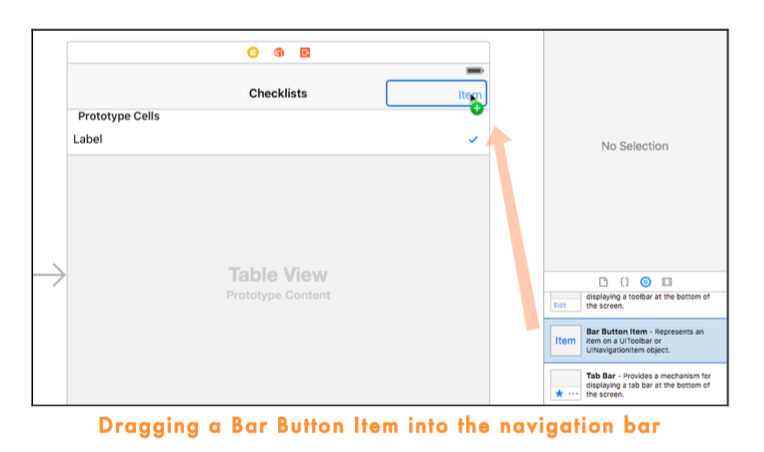 Checklists
Item
Prototype Cells
Label
No Selection
Table View
Prototype Content
displaying a toolbar at the bottom of
the screen.
Edit
Item
Bar Button Item - Represents an
item on a UIToolbar or
UINavigationItem object.
Tab Bar - Provides a mechanism for
displaying a tab bar at the bottom of
the screen.
Dragging a Bar Button Item into the navigation bar